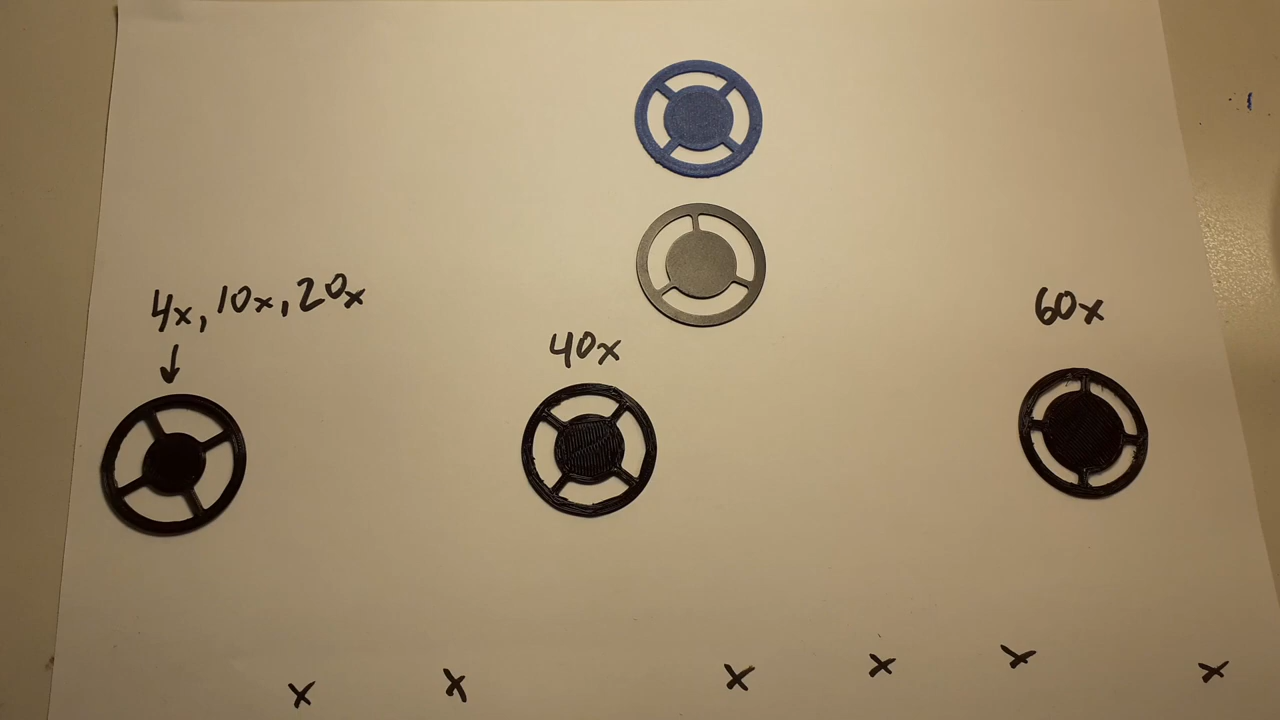 4x, 10x, 20x
↓
40x
60x
x x x x x x